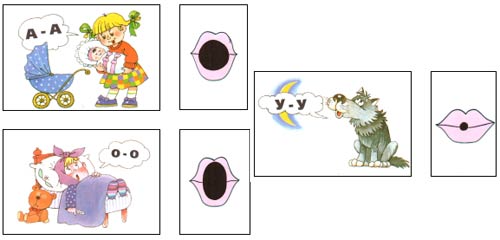 А - А
У - У
О - О